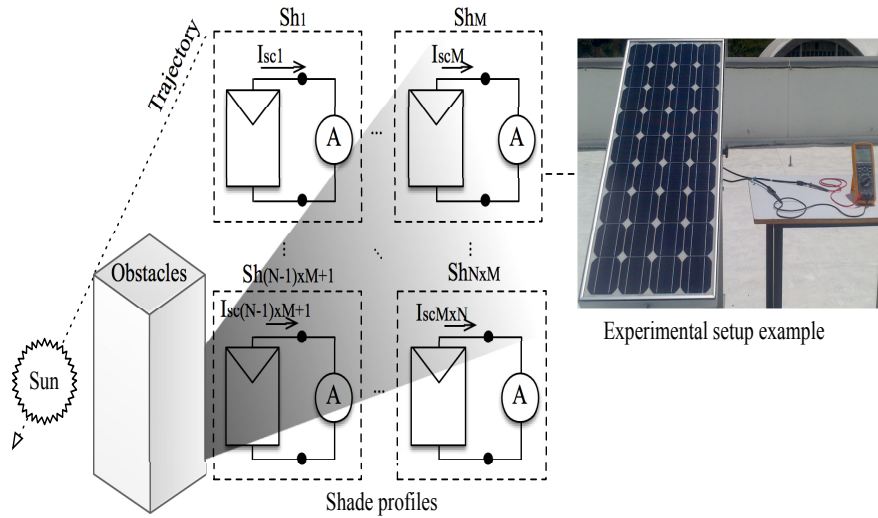 Sh1
ShM
Isc1
IscM
Trajectory
A
...
A
...
...
...
Obstacles
Sh(N-1)xM+1
ShNxM
Isc(N-1)xM+1
IscMxN
Experimental setup example
Sun
A
...
A
Shade profiles